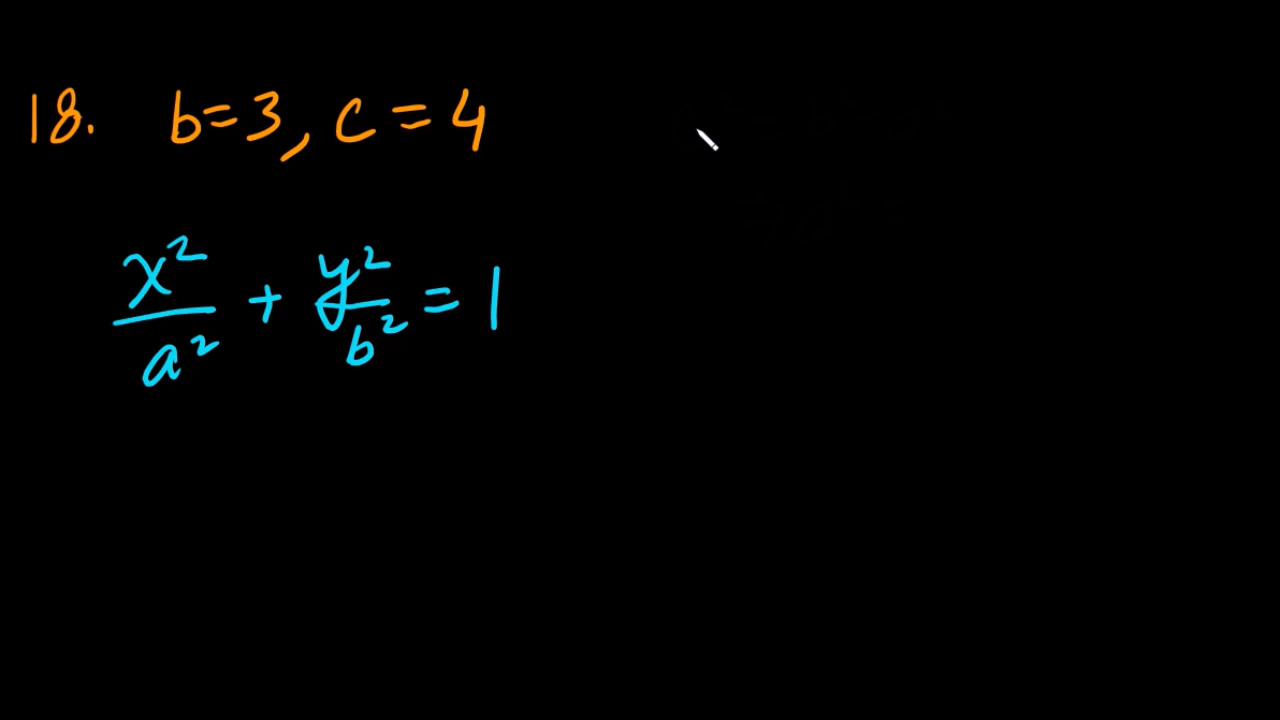 18. b=3, c=4
x²/a² + y²/b² = 1